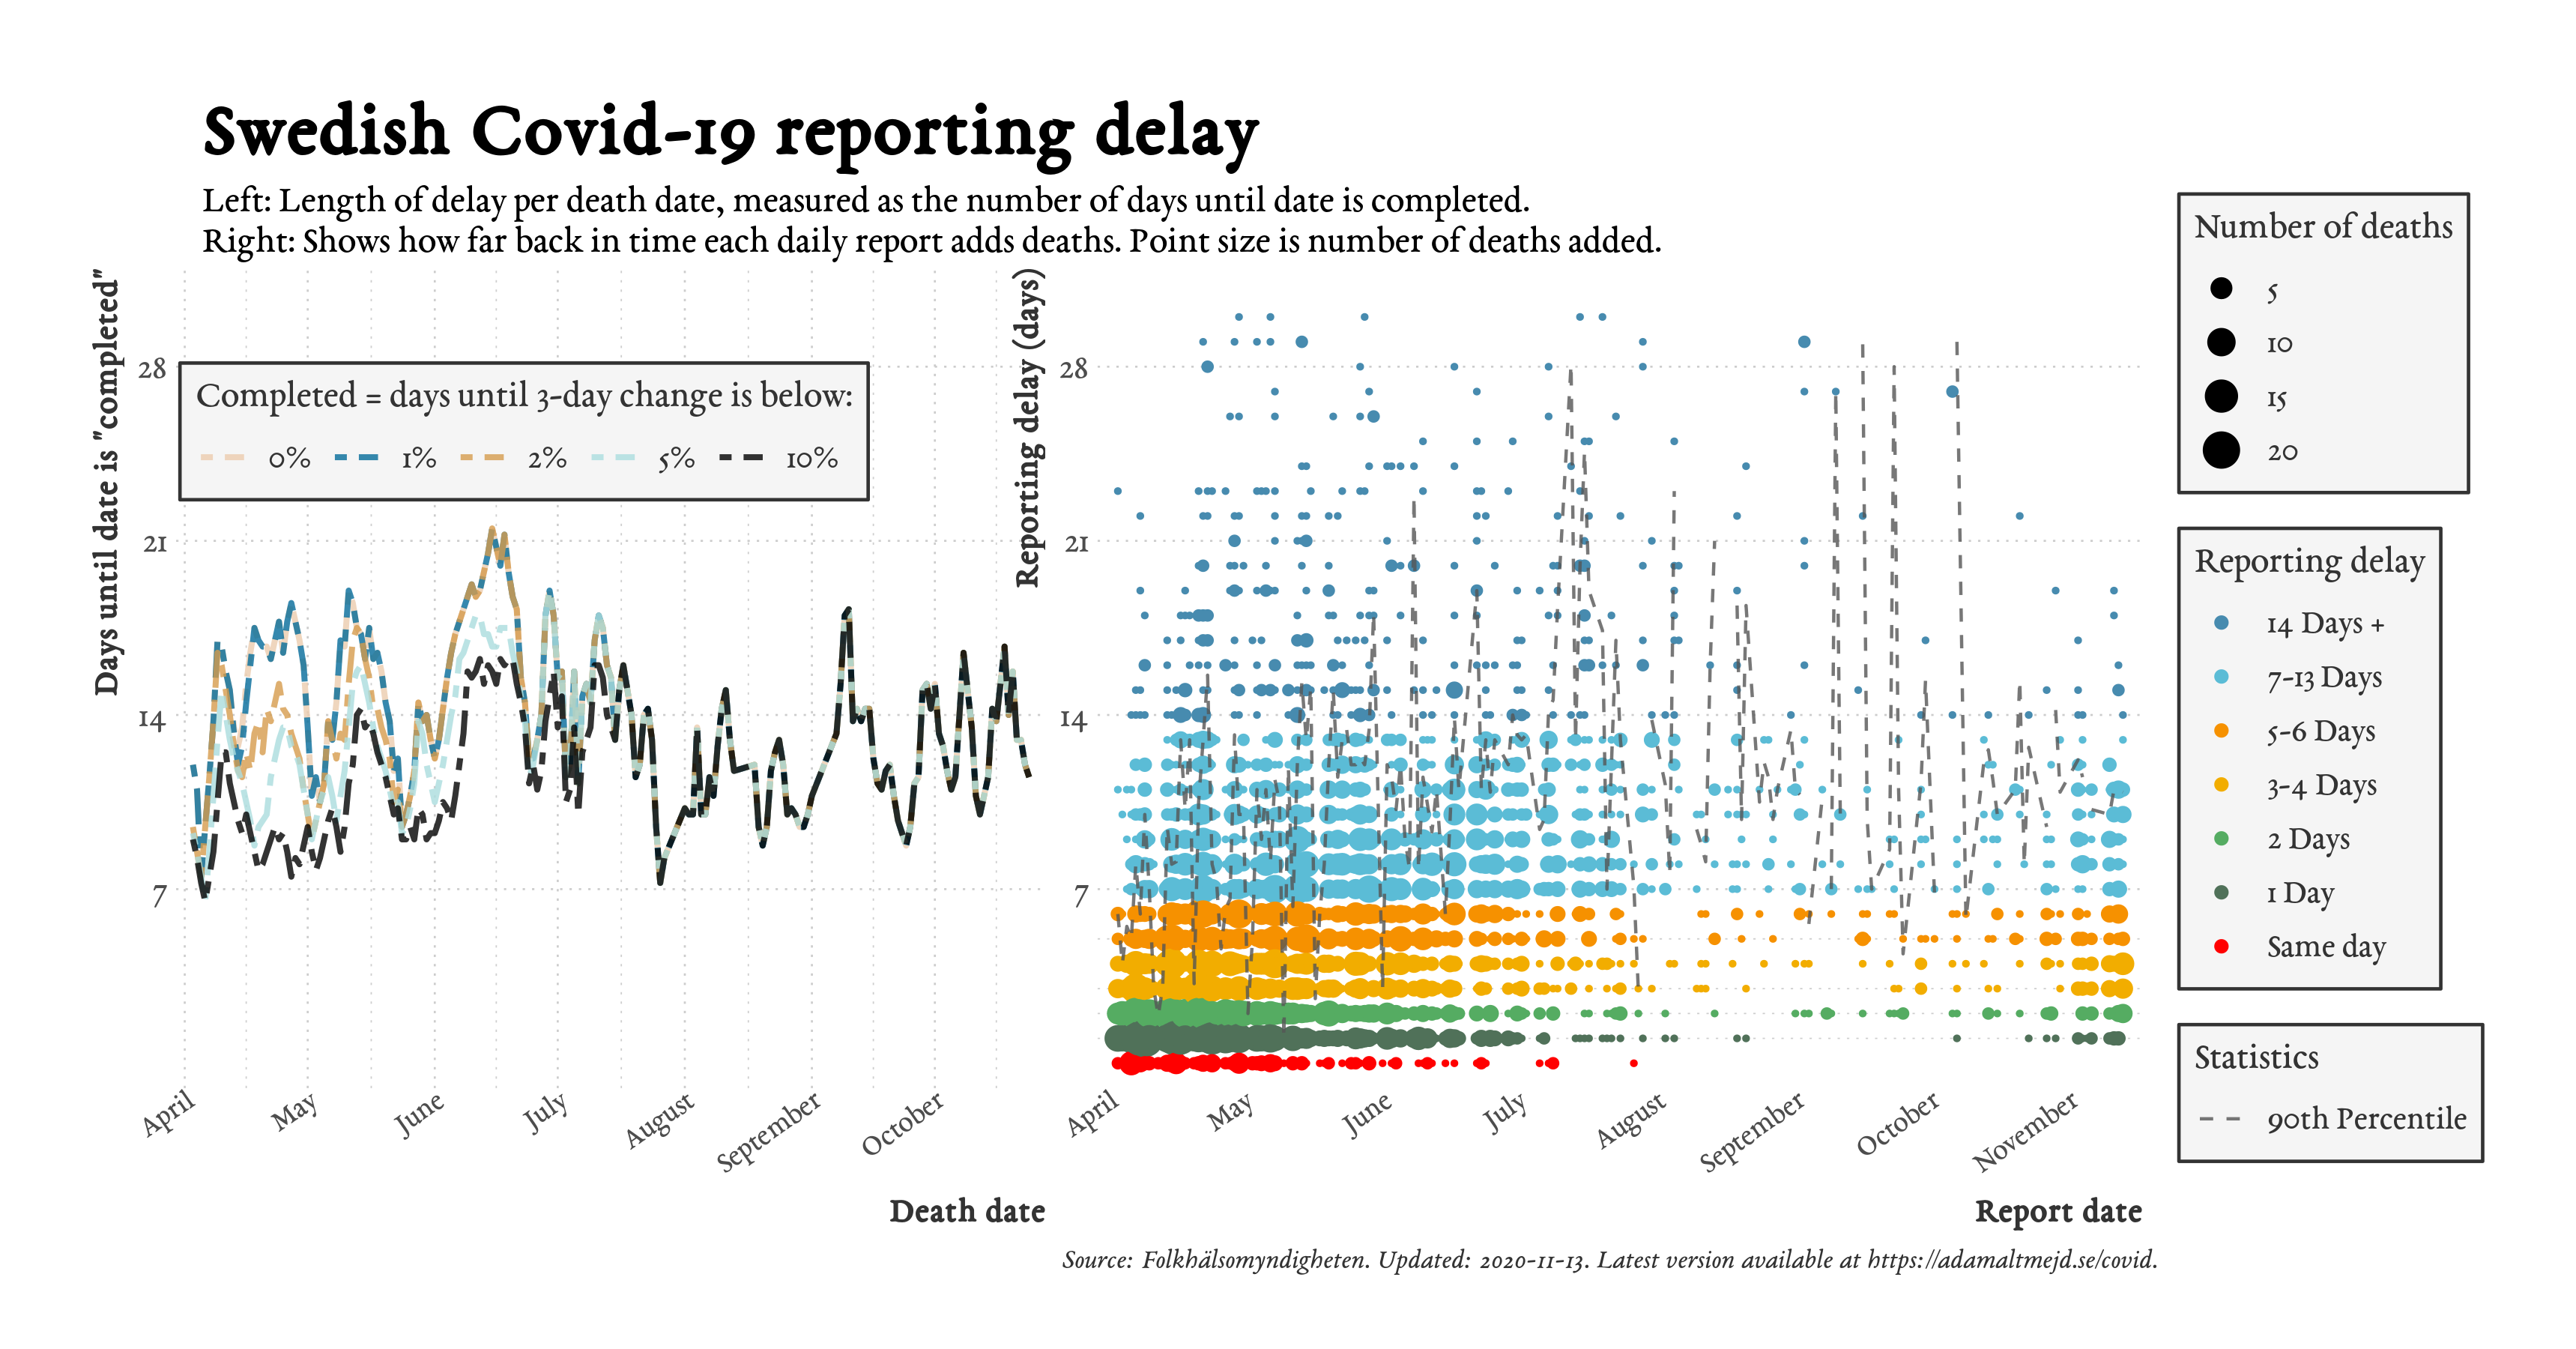 Swedish Covid-19 reporting delay
Left: Length of delay per death date, measured as the number of days until date is completed.
Right: Shows how far back in time each daily report adds deaths. Point size is number of deaths added.
Days until date is "completed"
28
21
14
7
Completed = days until 3-day change is below:
0% 1% 2% 5% 10%
April May June July August September October
Death date
Reporting delay (days)
28
21
14
7
April May June July August September October November
Report date
Number of deaths
5
10
15
20
Reporting delay
14 Days +
7-13 Days
5-6 Days
3-4 Days
2 Days
1 Day
Same day
Statistics
90th Percentile
Source: Folkhälsomyndigheten. Updated: 2020-11-13. Latest version available at https://adamaltmejd.se/covid.